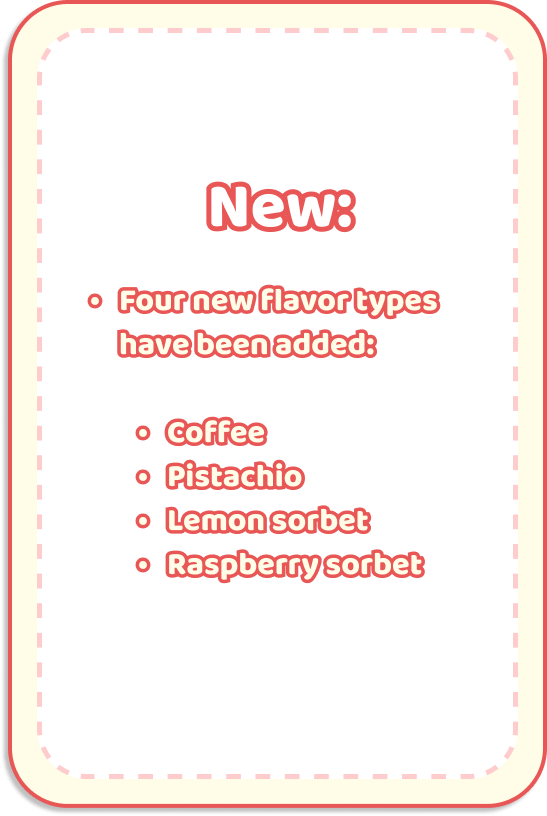 New:
Four new flavor types
have been added:
Coffee
Pistachio
Lemon sorbet
Raspberry sorbet